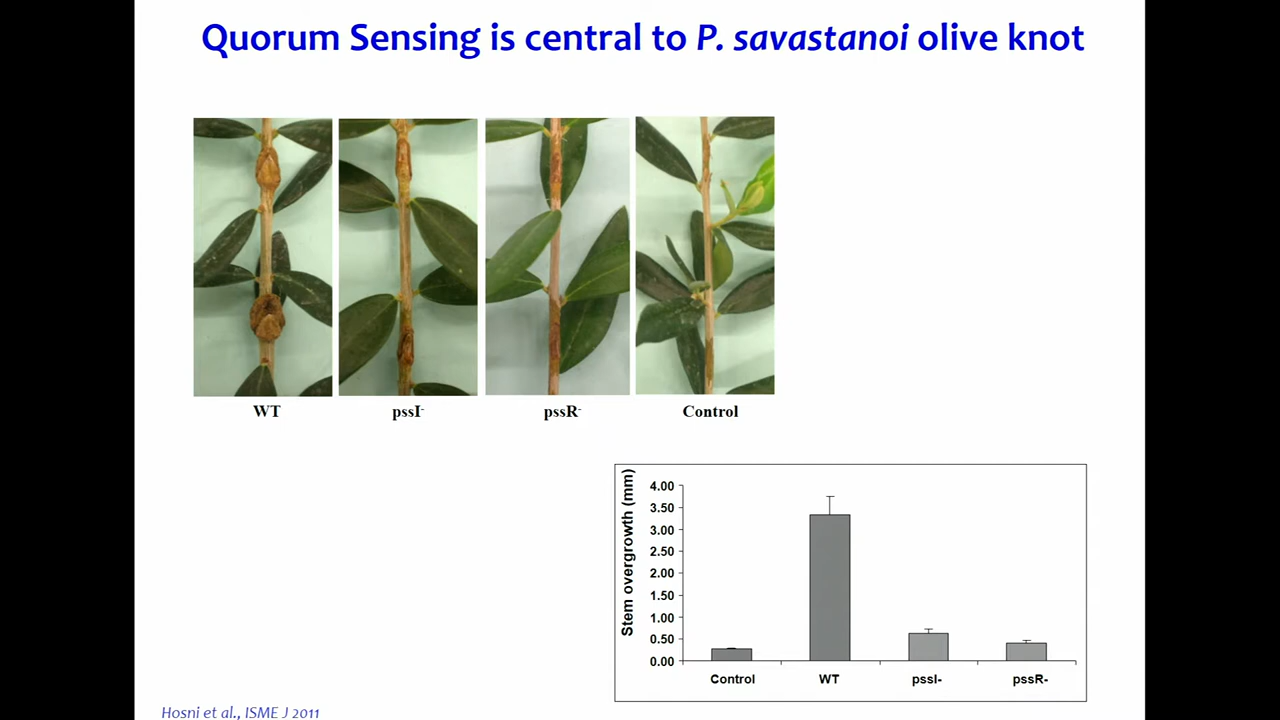 Quorum Sensing is central to P. savastanoi olive knot
WT pssI⁻ pssR⁻ Control
Stem overgrowth (mm)
4.00
3.50
3.00
2.50
2.00
1.50
1.00
0.50
0.00
Control WT pssI- pssR-
Hosni et al., ISME J 2011